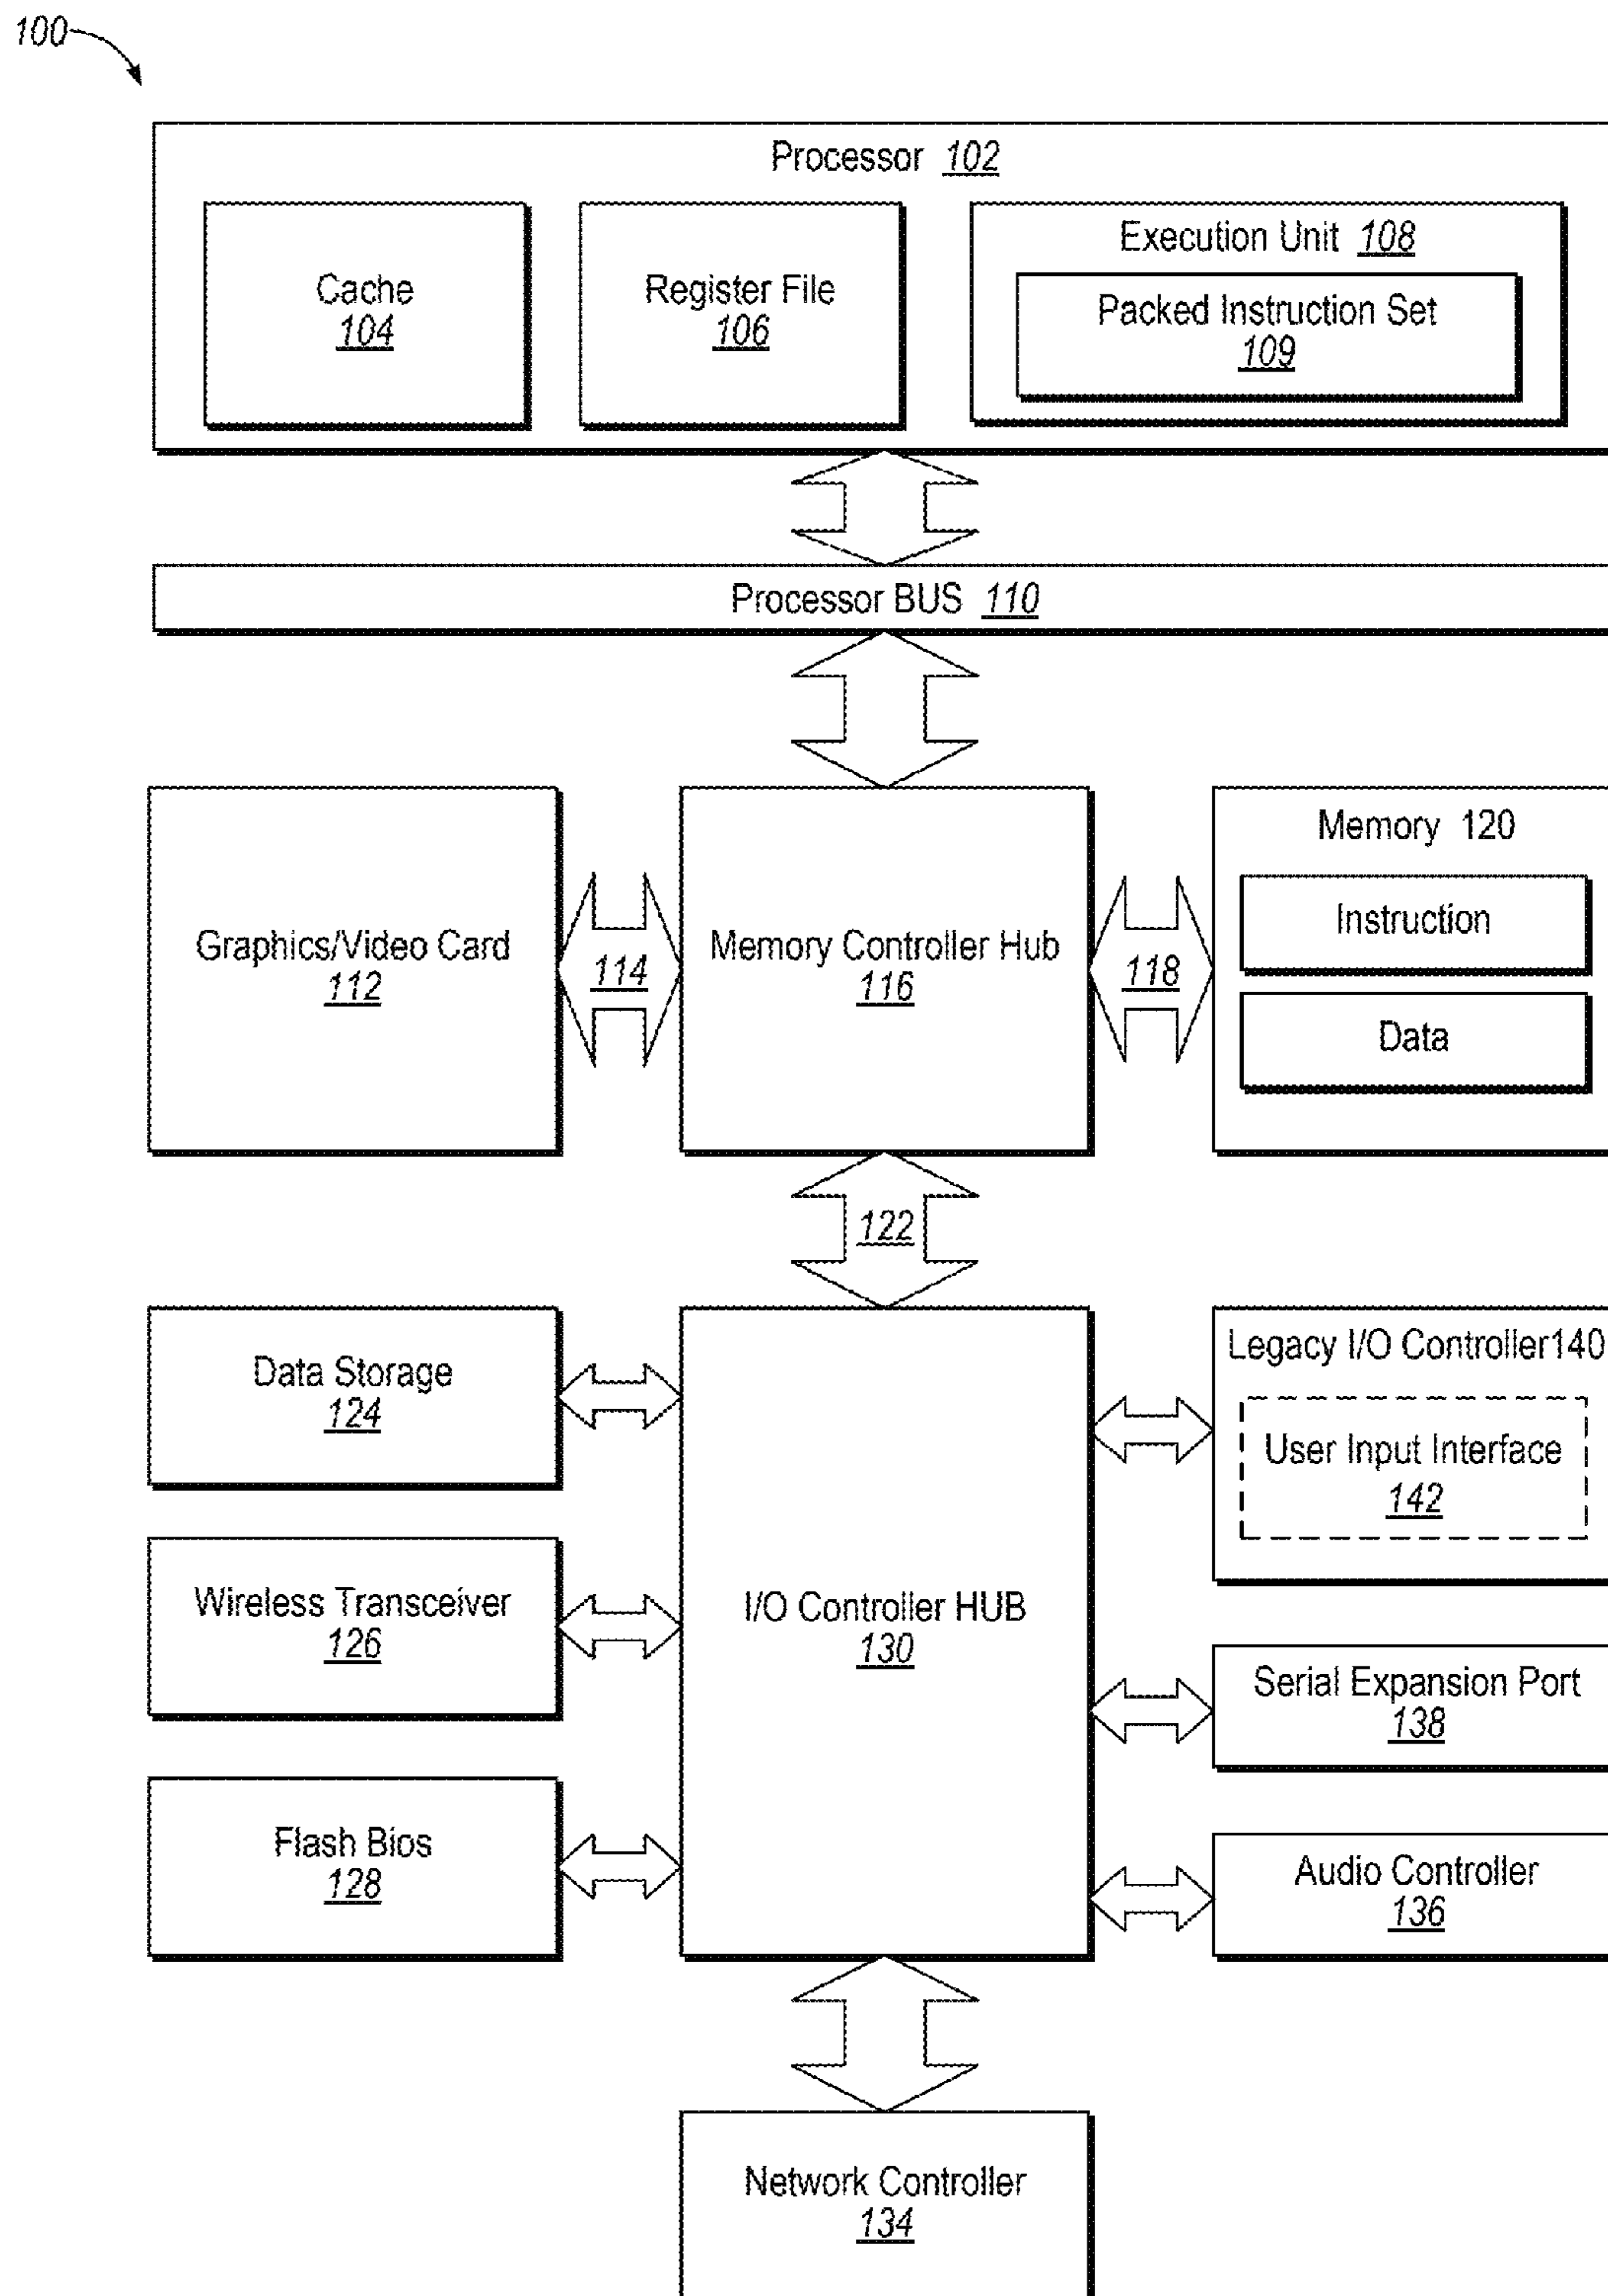 100
Processor 102
Cache
104
Register File
106
Execution Unit 108
Packed Instruction Set
109
Processor BUS 110
Graphics/Video Card
112
114
Memory Controller Hub
116
118
Memory 120
Instruction
Data
122
Data Storage
124
Legacy I/O Controller140
User Input Interface
142
Wireless Transceiver
126
I/O Controller HUB
130
Serial Expansion Port
138
Flash Bios
128
Audio Controller
136
Network Controller
134